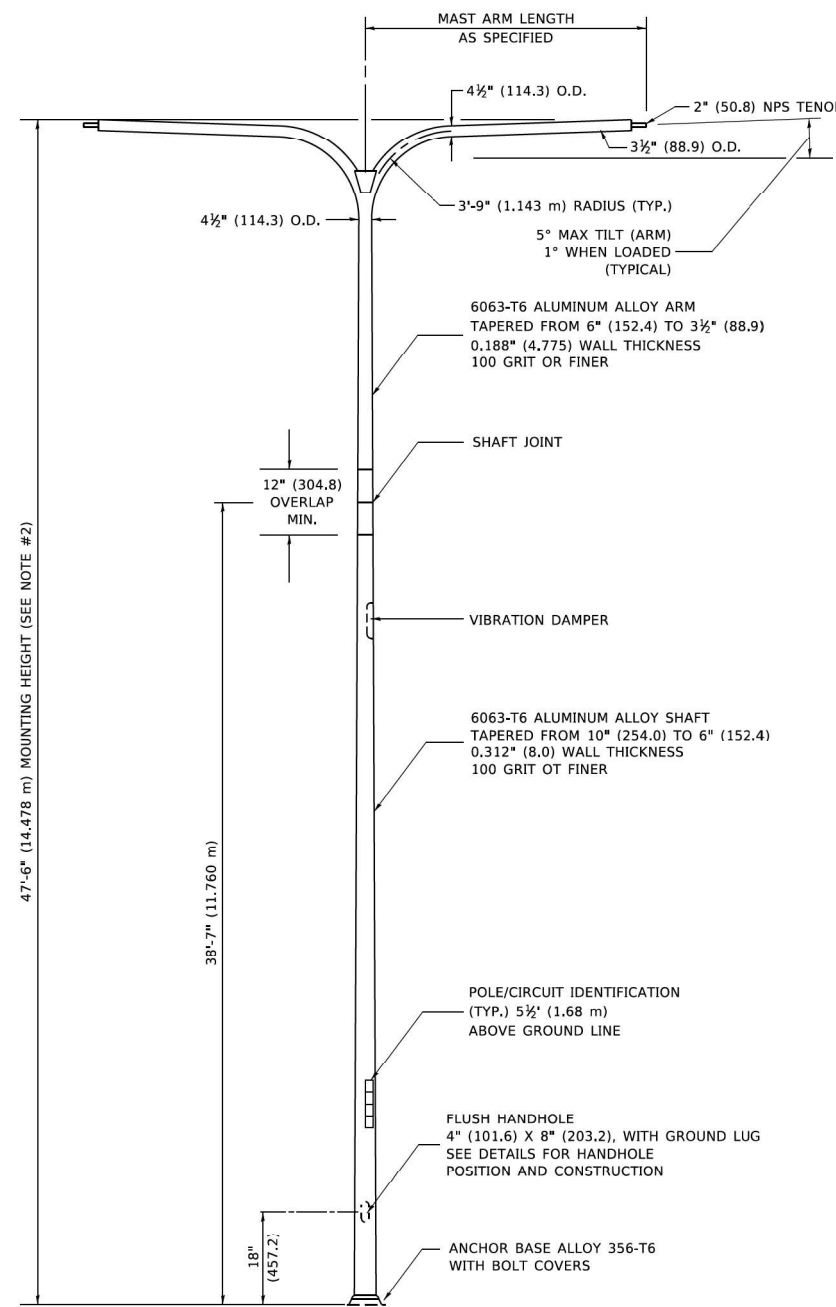 MAST ARM LENGTH
AS SPECIFIED
4½" (114.3) O.D.
2" (50.8) NPS TENO
3½" (88.9) O.D.
3'-9" (1.143 m) RADIUS (TYP.)
4½" (114.3) O.D.
5° MAX TILT (ARM)
1° WHEN LOADED
(TYPICAL)
6063-T6 ALUMINUM ALLOY ARM
TAPERED FROM 6" (152.4) TO 3½" (88.9)
0.188" (4.775) WALL THICKNESS
100 GRIT OR FINER
SHAFT JOINT
12" (304.8)
OVERLAP
MIN.
47'-6" (14.478 m) MOUNTING HEIGHT (SEE NOTE #2)
VIBRATION DAMPER
6063-T6 ALUMINUM ALLOY SHAFT
TAPERED FROM 10" (254.0) TO 6" (152.4)
0.312" (8.0) WALL THICKNESS
100 GRIT OT FINER
38'-7" (11.760 m)
POLE/CIRCUIT IDENTIFICATION
(TYP.) 5½' (1.68 m)
ABOVE GROUND LINE
FLUSH HANDHOLE
4" (101.6) X 8" (203.2), WITH GROUND LUG
SEE DETAILS FOR HANDHOLE
POSITION AND CONSTRUCTION
18"
(457.2)
ANCHOR BASE ALLOY 356-T6
WITH BOLT COVERS